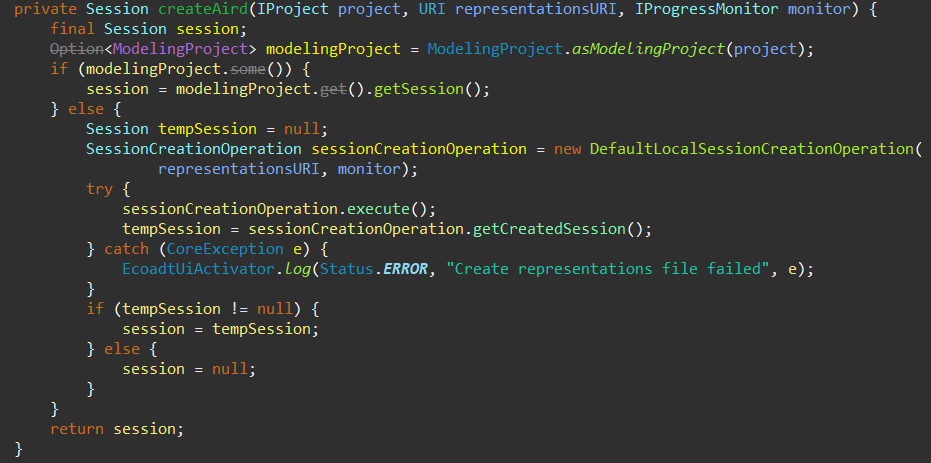 private Session createAird(IProject project, URI representationsURI, IProgressMonitor monitor) {
    final Session session;
    Option<ModelingProject> modelingProject = ModelingProject.asModelingProject(project);
    if (modelingProject.some()) {
        session = modelingProject.get().getSession();
    } else {
        Session tempSession = null;
        SessionCreationOperation sessionCreationOperation = new DefaultLocalSessionCreationOperation(
                representationsURI, monitor);
        try {
            sessionCreationOperation.execute();
            tempSession = sessionCreationOperation.getCreatedSession();
        } catch (CoreException e) {
            EcoadtUiActivator.log(Status.ERROR, "Create representations file failed", e);
        }
        if (tempSession != null) {
            session = tempSession;
        } else {
            session = null;
        }
    }
    return session;
}